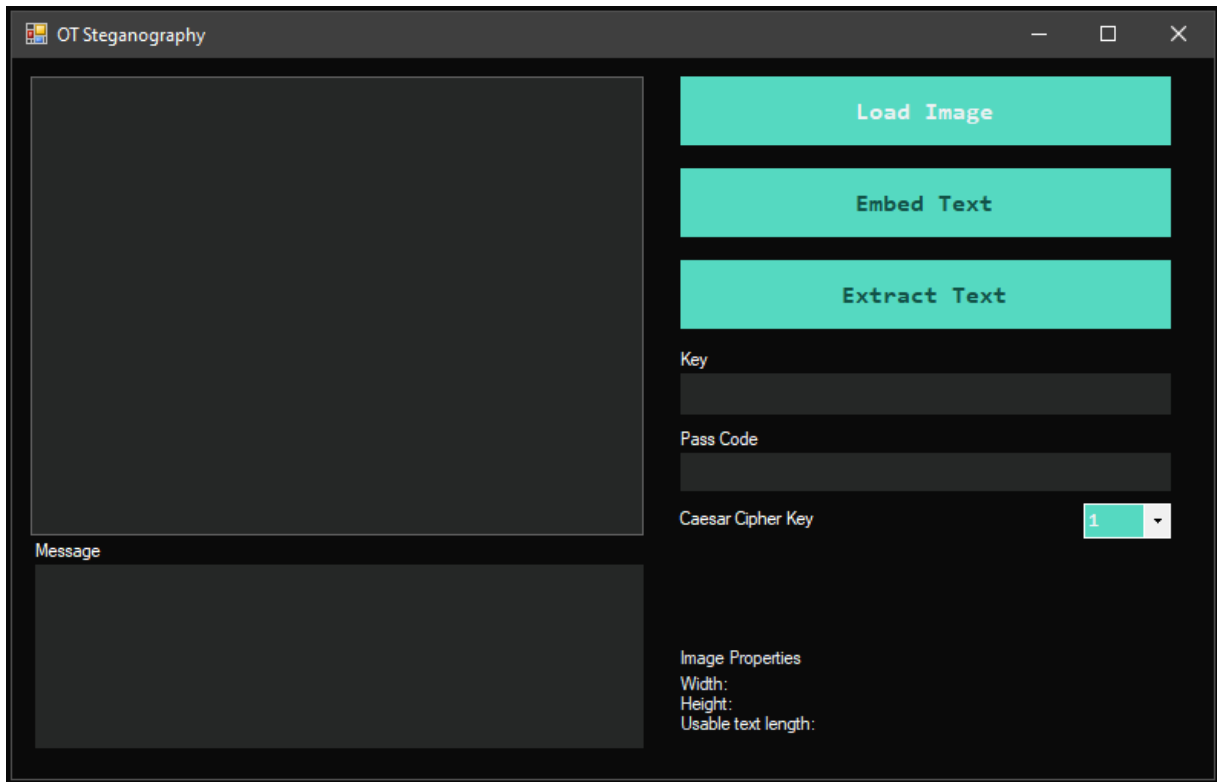 OT Steganography
Load Image
Embed Text
Extract Text
Key
Pass Code
Caesar Cipher Key
1
Message
Image Properties
Width:
Height:
Usable text length: